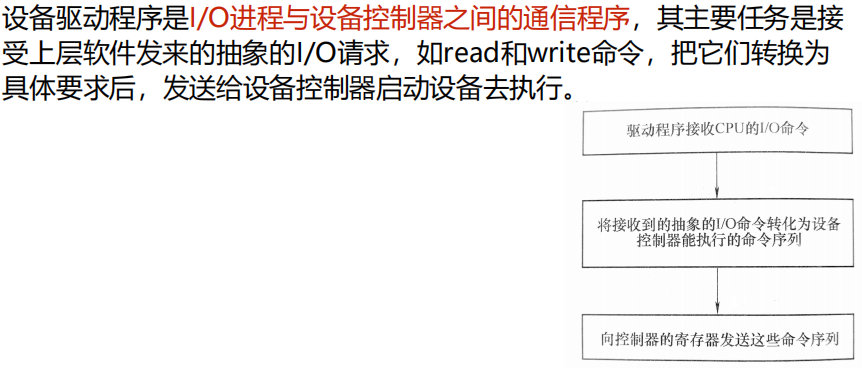 设备驱动程序是I/O进程与设备控制器之间的通信程序，其主要任务是接
受上层软件发来的抽象的I/O请求，如read和write命令，把它们转换为
具体要求后，发送给设备控制器启动设备去执行。
驱动程序接收CPU的I/O命令
将接收到的抽象的I/O命令转化为设备
控制器能执行的命令序列
向控制器的寄存器发送这些命令序列